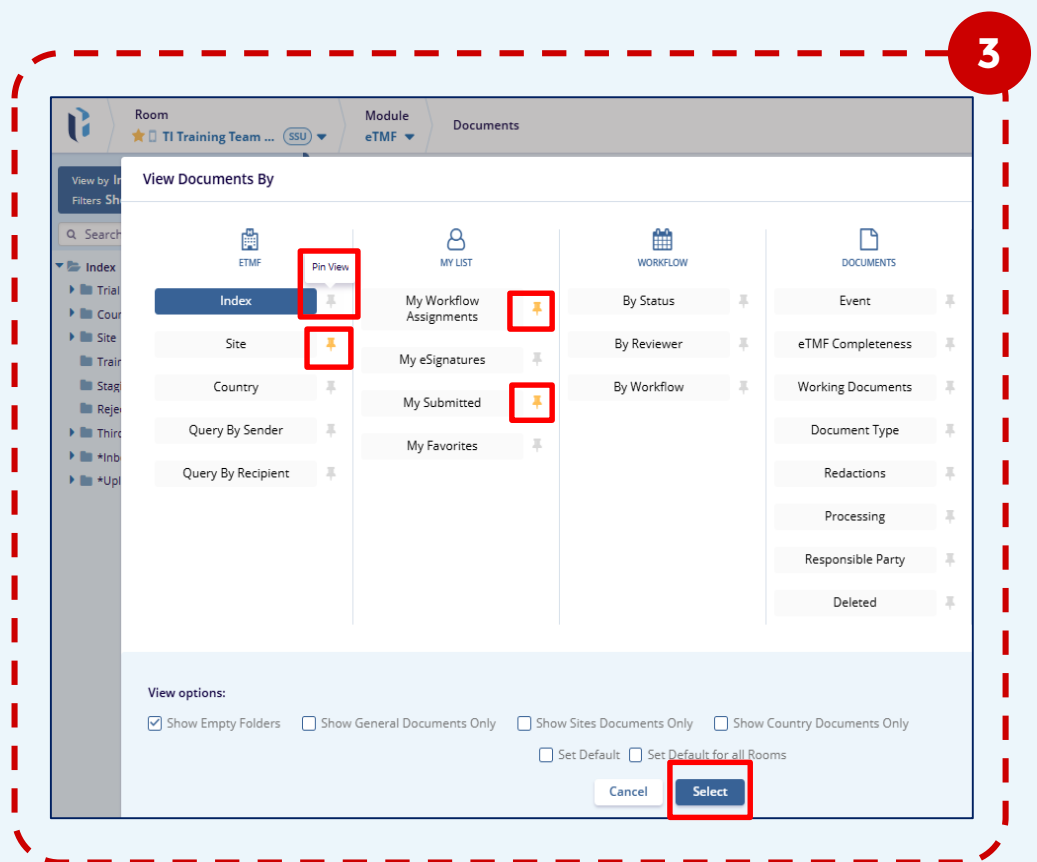 3
Room
TI Training Team ... SSU
Module
eTMF
Documents
View by
Filters
Search
Index
Trial
Site
View Documents By
ETMF
Pin View
Index
Site
Country
Query By Sender
Query By Recipient
MY LIST
My Workflow
Assignments
My eSignatures
My Submitted
My Favorites
WORKFLOW
By Status
By Reviewer
By Workflow
DOCUMENTS
Event
eTMF Completeness
Working Documents
Document Type
Redactions
Processing
Responsible Party
Deleted
View options:
Show Empty Folders Show General Documents Only Show Sites Documents Only Show Country Documents Only
Set Default Set Default for all Rooms
Cancel Select